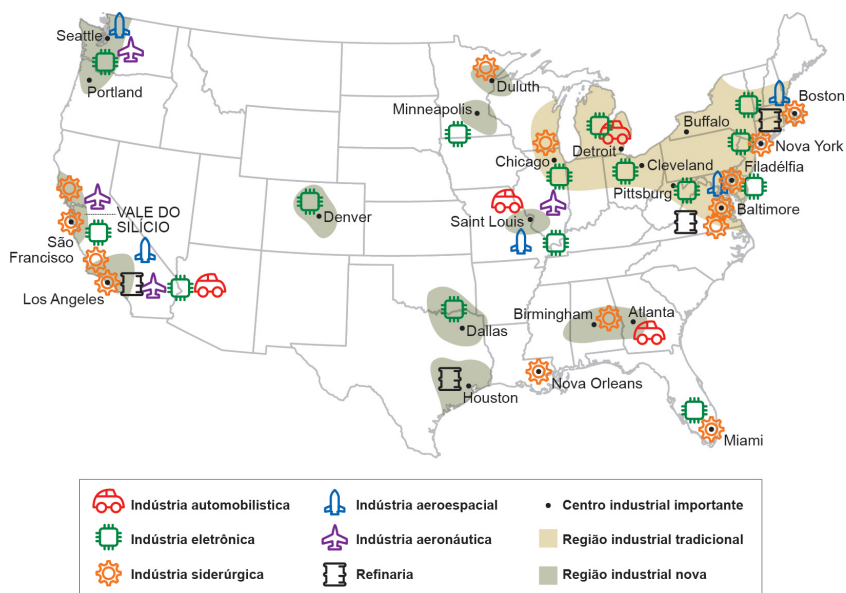 Seattle
Portland
Duluth
Minneapolis
Boston
Buffalo
Nova York
Detroit
Chicago
Cleveland
Filadélfia
Pittsburg
Baltimore
Denver
Saint Louis
VALE DO
SILÍCIO
São
Francisco
Los Angeles
Birmingham
Atlanta
Dallas
Houston
Nova Orleans
Miami
Indústria automobilistica
Indústria aeroespacial
Centro industrial importante
Indústria eletrônica
Indústria aeronáutica
Região industrial tradicional
Indústria siderúrgica
Refinaria
Região industrial nova